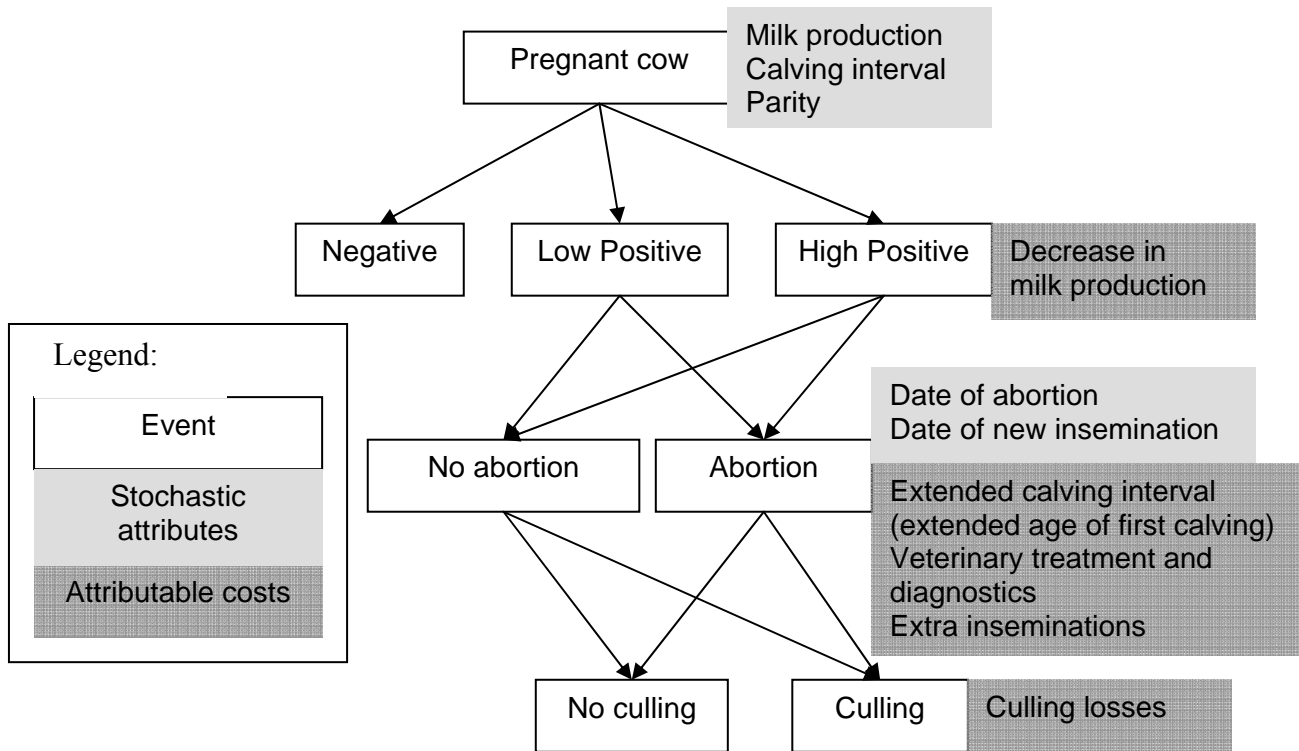 Pregnant cow
Milk production
Calving interval
Parity
Negative
Low Positive
High Positive
Decrease in
milk production
Legend:
Event
Stochastic
attributes
Attributable costs
No abortion
Abortion
Date of abortion
Date of new insemination
Extended calving interval
(extended age of first calving)
Veterinary treatment and
diagnostics
Extra inseminations
No culling
Culling
Culling losses